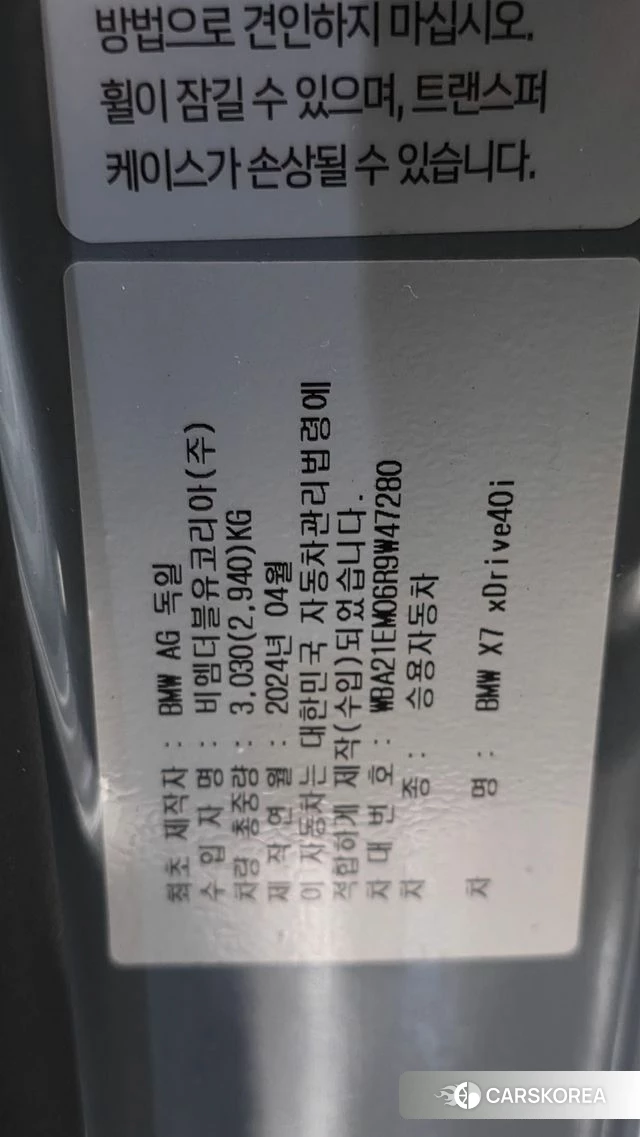 방법으로 견인하지 마십시오.
휠이 잠길 수 있으며, 트랜스퍼
케이스가 손상될 수 있습니다.
최초 제작자 : BMW AG 독일
수 입 자 명 : 비엠더블유코리아(주)
차량 총중량 : 3,030(2,940)KG
제 작 연 월 : 2024년 04월
이 자동차는 대한민국 자동차관리법령에
적합하게 제작(수입)되었습니다.
차 대 번 호 : WBA21EM06R9W47280
차 종 : 승용자동차
차 명 : BMW X7 xDrive40i
CARSKOREA